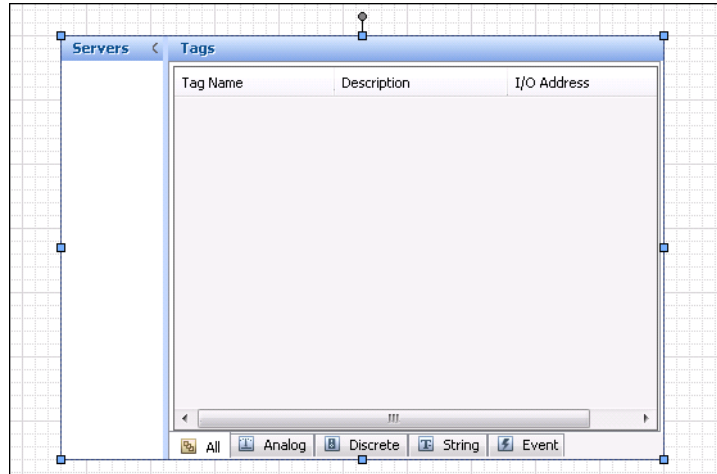 Servers Tags
Tag Name Description I/O Address
All Analog Discrete String Event